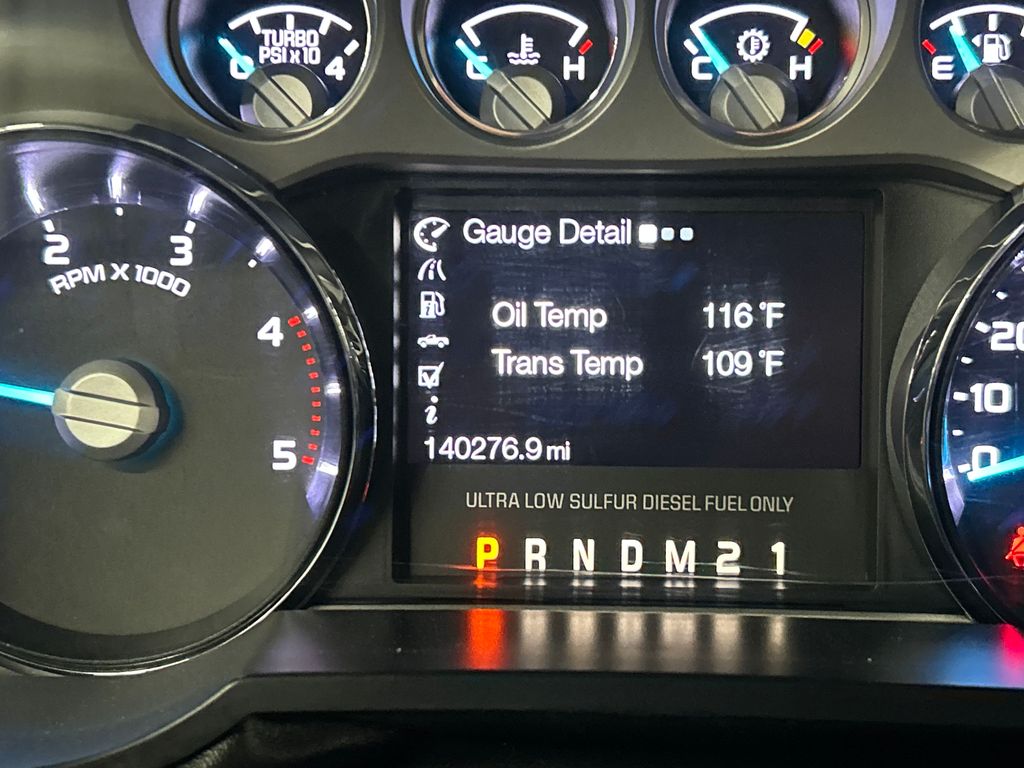 TURBO
PSI x 10
0 4
C H
C H
E
2 3
RPM X 1000
4
5
Gauge Detail
Oil Temp 116 °F
Trans Temp 109 °F
i
140276.9 mi
ULTRA LOW SULFUR DIESEL FUEL ONLY
P R N D M 2 1
20
10
0